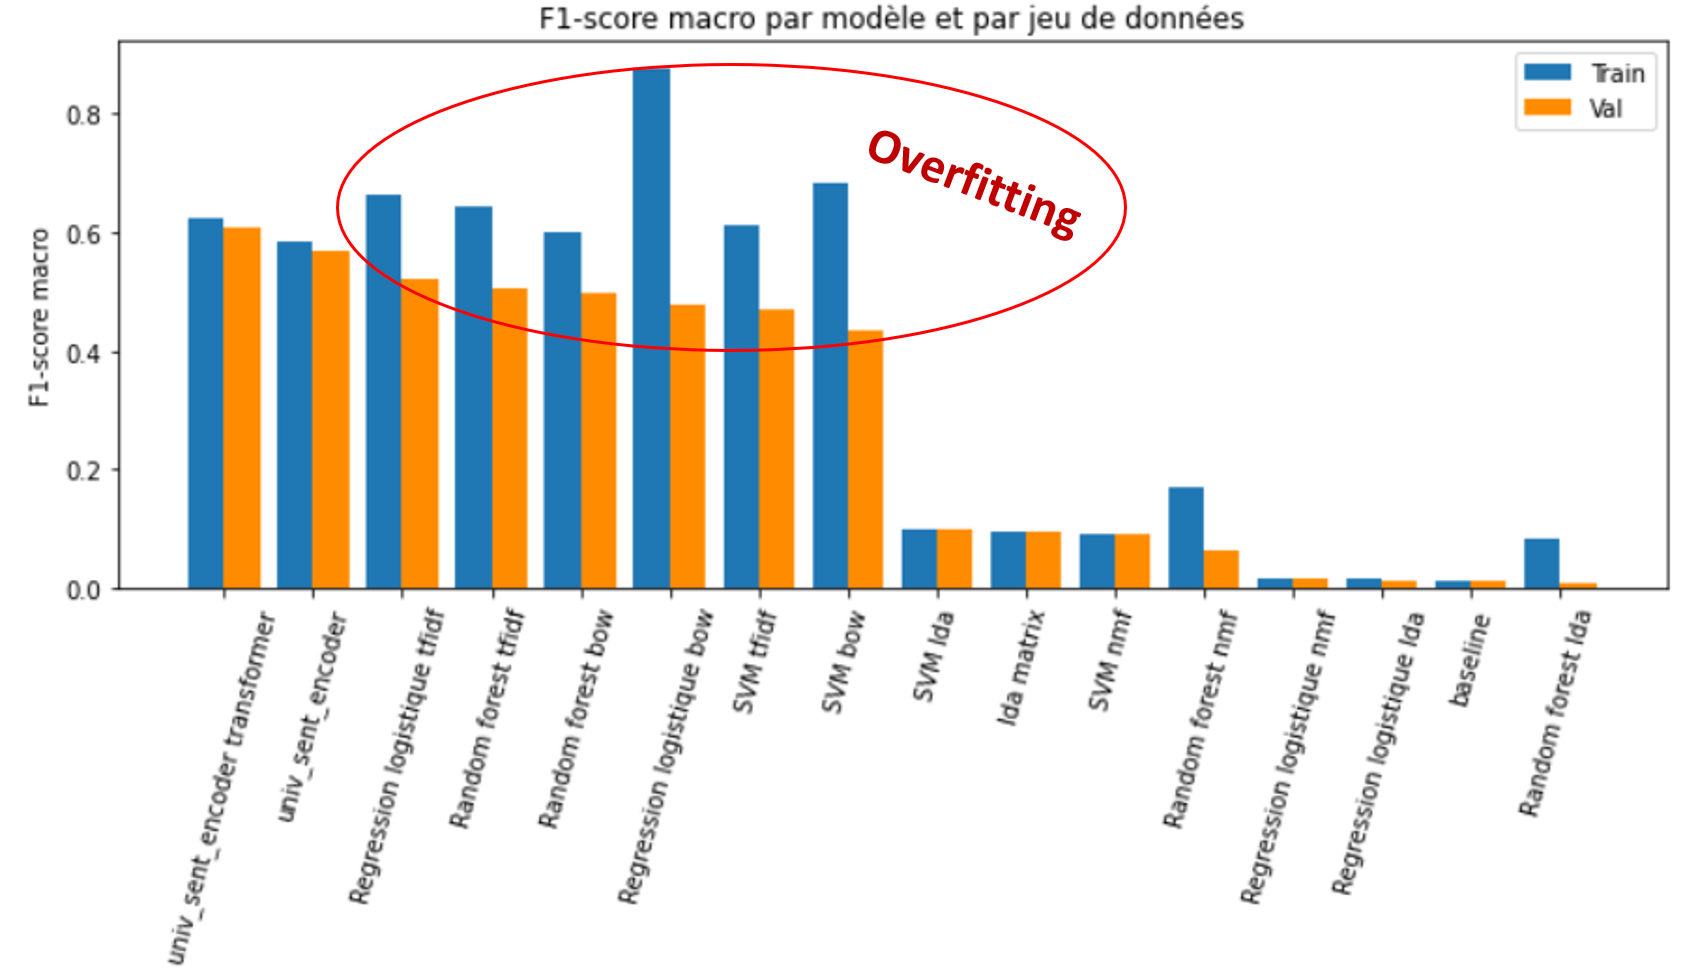 F1-score macro par modèle et par jeu de données
Train
Val
Overfitting
F1-score macro
0.8
0.6
0.4
0.2
0.0
univ_sent_encoder transformer
univ_sent_encoder
Regression logistique tfidf
Random forest tfidf
Random forest bow
Regression logistique bow
SVM tfidf
SVM bow
SVM lda
lda matrix
SVM nmf
Random forest nmf
Regression logistique nmf
Regression logistique lda
baseline
Random forest lda